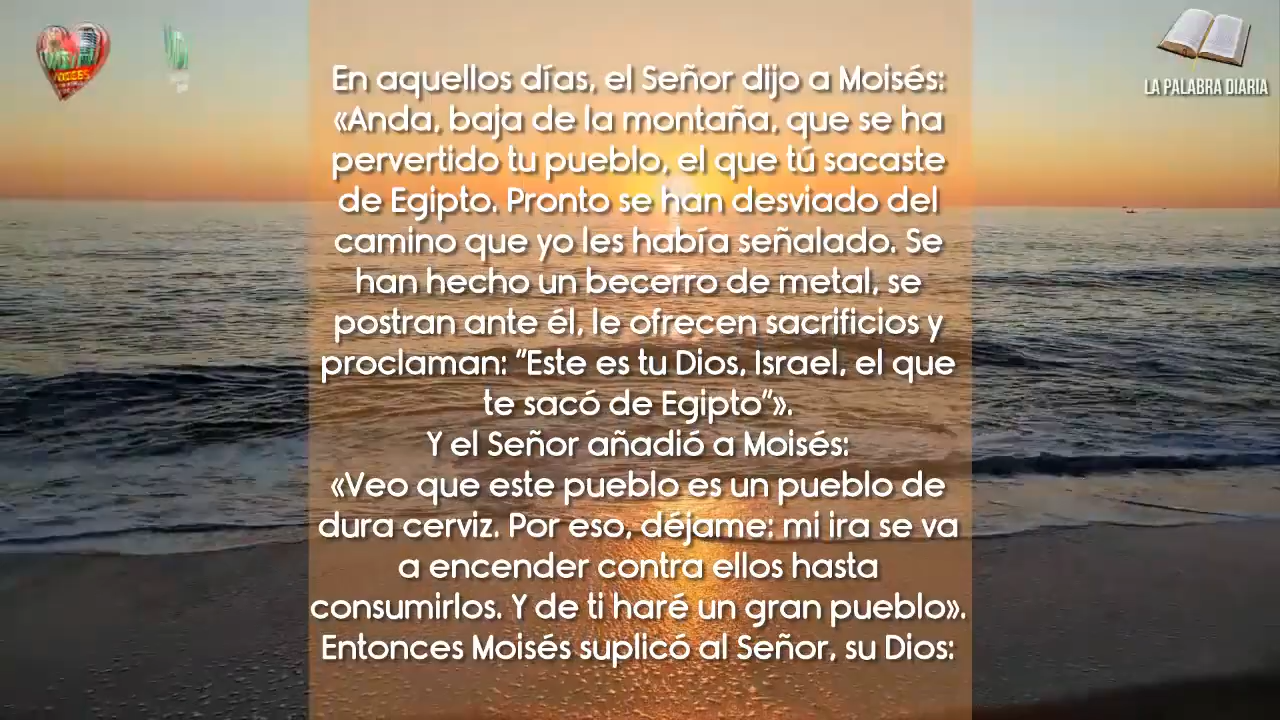 LA PALABRA DIARIA
En aquellos días, el Señor dijo a Moisés:
«Anda, baja de la montaña, que se ha
pervertido tu pueblo, el que tú sacaste
de Egipto. Pronto se han desviado del
camino que yo les había señalado. Se
han hecho un becerro de metal, se
postran ante él, le ofrecen sacrificios y
proclaman: "Este es tu Dios, Israel, el que
te sacó de Egipto"».
Y el Señor añadió a Moisés:
«Veo que este pueblo es un pueblo de
dura cerviz. Por eso, déjame: mi ira se va
a encender contra ellos hasta
consumirlos. Y de ti haré un gran pueblo».
Entonces Moisés suplicó al Señor, su Dios: